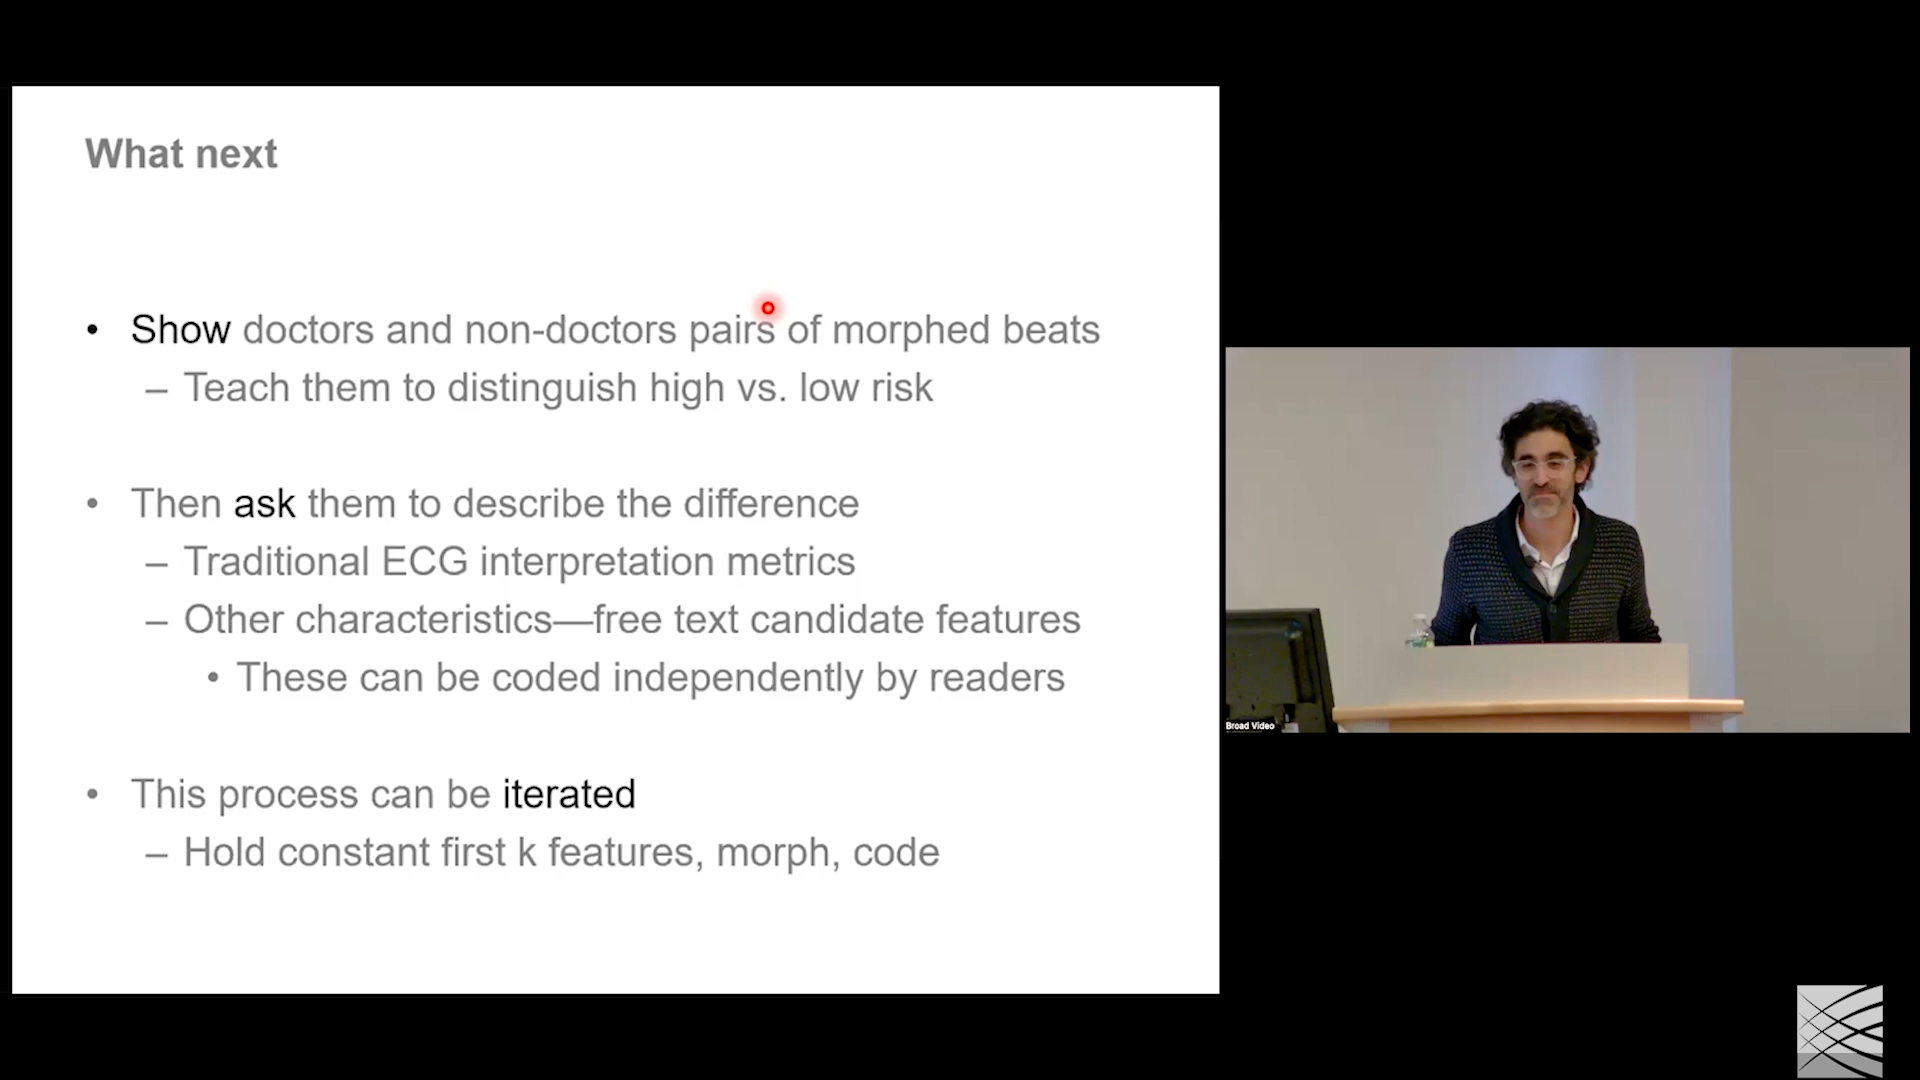 What next
• Show doctors and non-doctors pairs of morphed beats
– Teach them to distinguish high vs. low risk
• Then ask them to describe the difference
– Traditional ECG interpretation metrics
– Other characteristics—free text candidate features
• These can be coded independently by readers
• This process can be iterated
– Hold constant first k features, morph, code
Broad Video